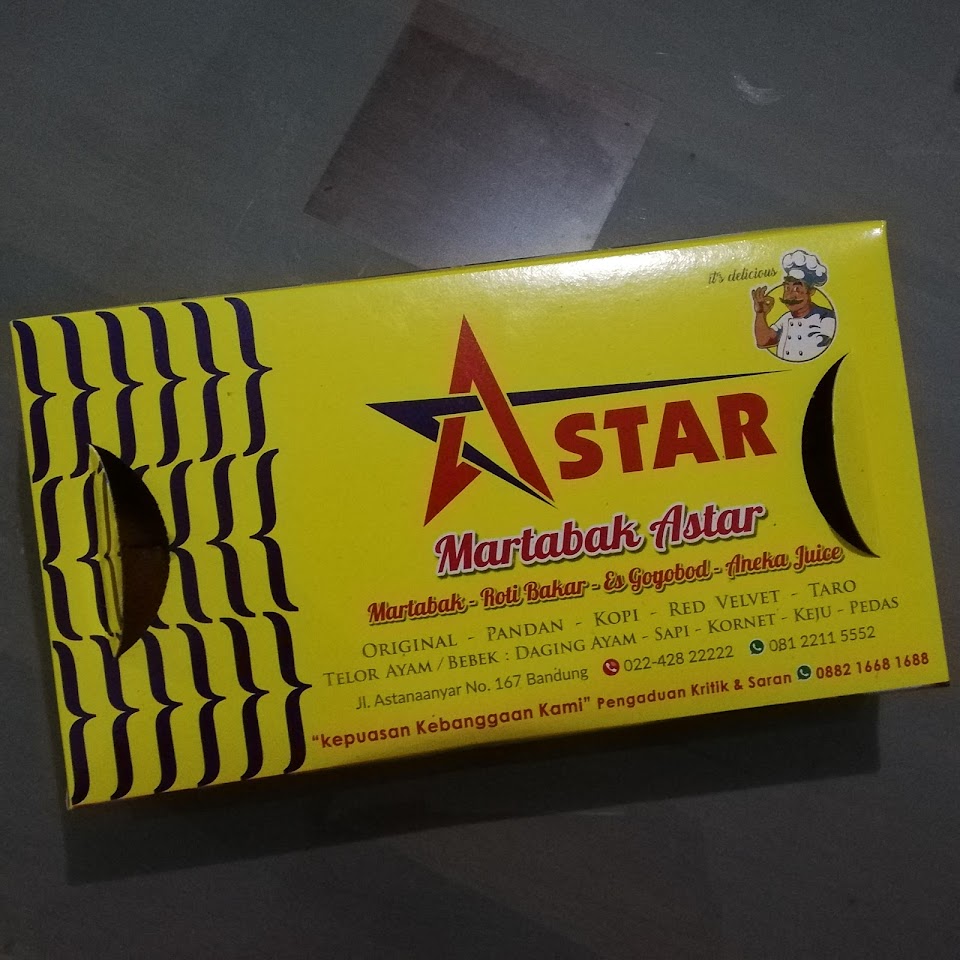 it's delicious
ASTAR
Martabak Astar
Martabak - Roti Bakar - Es Goyobod - Aneka Juice
ORIGINAL - PANDAN - KOPI - RED VELVET - TARO
TELOR AYAM / BEBEK : DAGING AYAM - SAPI - KORNET - KEJU - PEDAS
Jl. Astanaanyar No. 167 Bandung 022-428 22222 081 2211 5552
"kepuasan Kebanggaan Kami" Pengaduan Kritik & Saran 0882 1668 1688